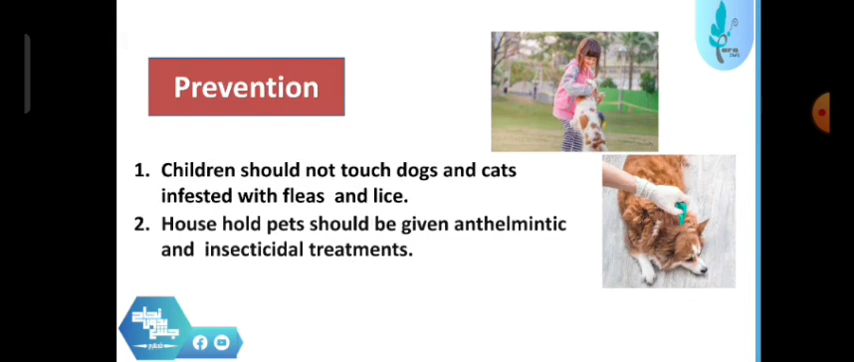 Prevention
1. Children should not touch dogs and cats
infested with fleas and lice.
2. House hold pets should be given anthelmintic
and insecticidal treatments.